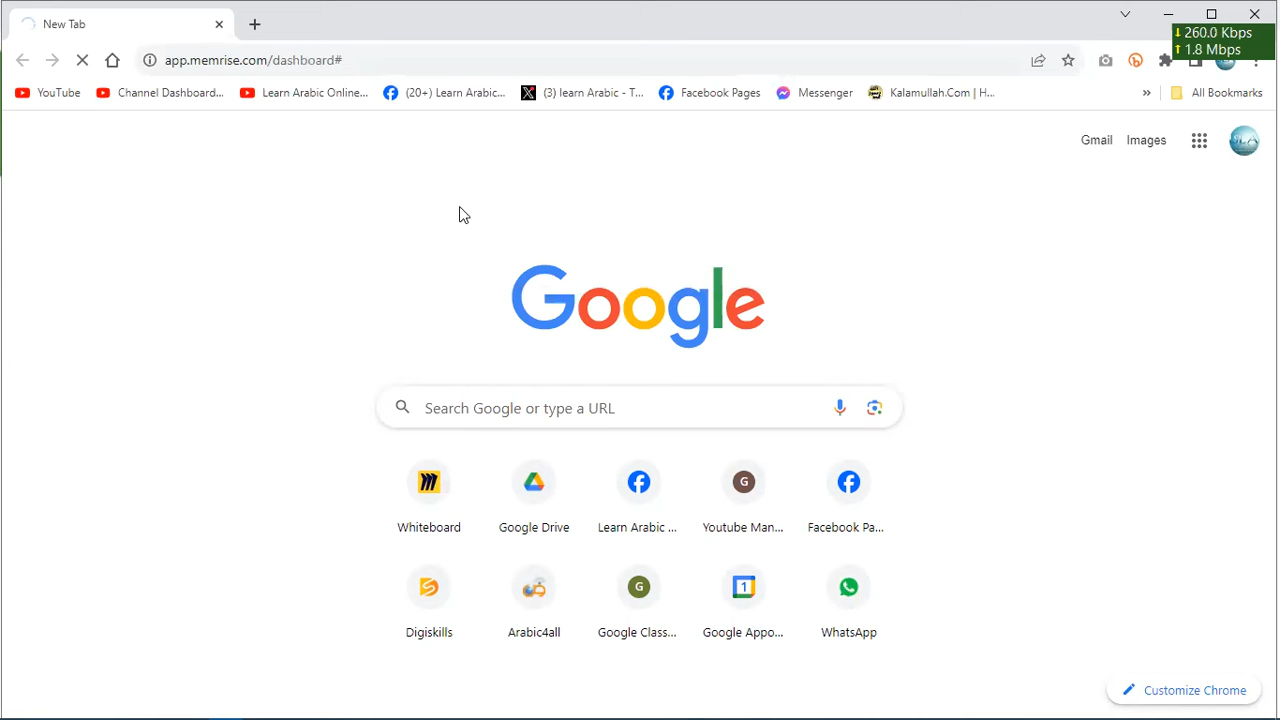 New Tab
260.0 Kbps
1.8 Mbps
app.memrise.com/dashboard#
YouTube
Channel Dashboard...
Learn Arabic Online...
(20+) Learn Arabic...
(3) learn Arabic - T...
Facebook Pages
Messenger
Kalamullah.Com | H...
»
All Bookmarks
Gmail
Images
Google
Search Google or type a URL
Whiteboard
Google Drive
Learn Arabic ...
G
Youtube Man...
Facebook Pa...
Digiskills
Arabic4all
G
Google Class...
1
Google Appo...
WhatsApp
Customize Chrome